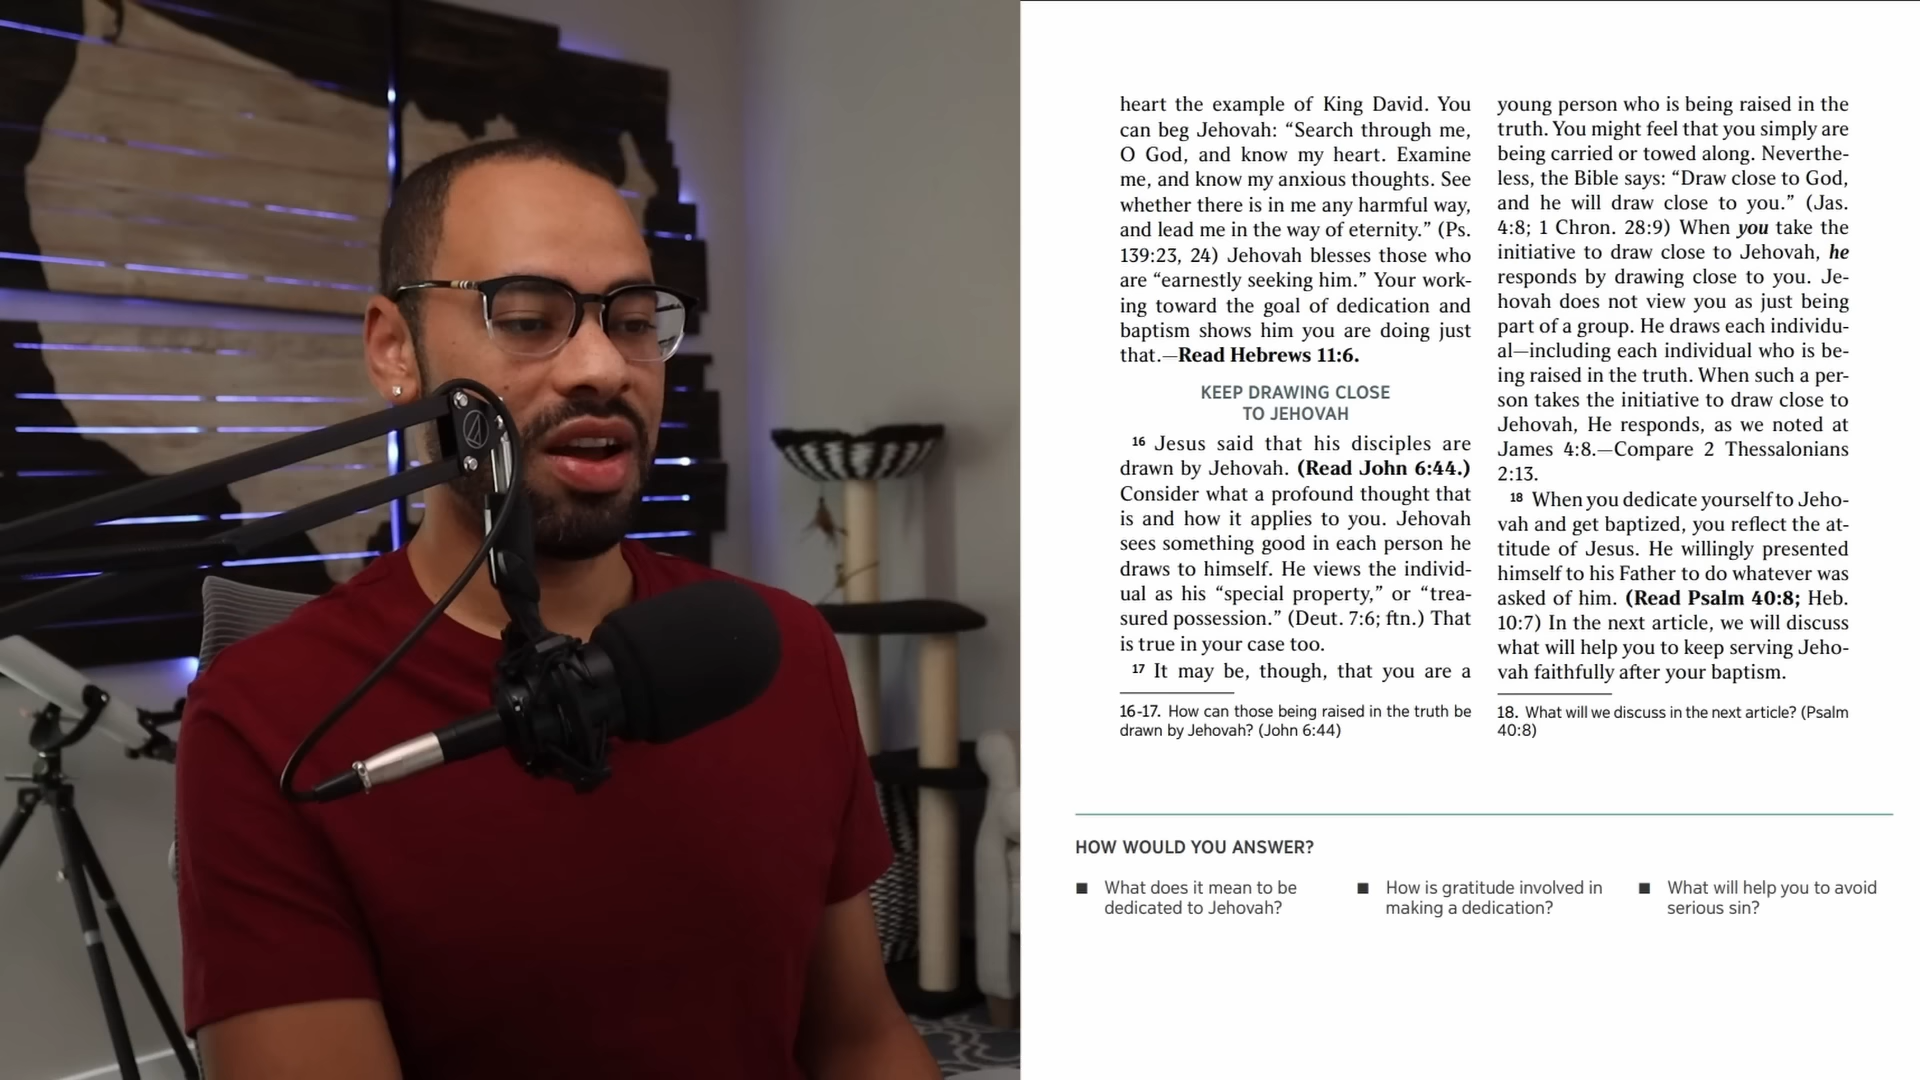 heart the example of King David. You
can beg Jehovah: “Search through me,
O God, and know my heart. Examine
me, and know my anxious thoughts. See
whether there is in me any harmful way,
and lead me in the way of eternity.” (Ps.
139:23, 24) Jehovah blesses those who
are “earnestly seeking him.” Your work-
ing toward the goal of dedication and
baptism shows him you are doing just
that.—Read Hebrews 11:6.
KEEP DRAWING CLOSE
TO JEHOVAH
16 Jesus said that his disciples are
drawn by Jehovah. (Read John 6:44.)
Consider what a profound thought that
is and how it applies to you. Jehovah
sees something good in each person he
draws to himself. He views the individ-
ual as his “special property,” or “trea-
sured possession.” (Deut. 7:6; ftn.) That
is true in your case too.
17 It may be, though, that you are a
16-17. How can those being raised in the truth be
drawn by Jehovah? (John 6:44)
young person who is being raised in the
truth. You might feel that you simply are
being carried or towed along. Neverthe-
less, the Bible says: “Draw close to God,
and he will draw close to you.” (Jas.
4:8; 1 Chron. 28:9) When you take the
initiative to draw close to Jehovah, he
responds by drawing close to you. Je-
hovah does not view you as just being
part of a group. He draws each individu-
al—including each individual who is be-
ing raised in the truth. When such a per-
son takes the initiative to draw close to
Jehovah, He responds, as we noted at
James 4:8.—Compare 2 Thessalonians
2:13.
18 When you dedicate yourself to Jeho-
vah and get baptized, you reflect the at-
titude of Jesus. He willingly presented
himself to his Father to do whatever was
asked of him. (Read Psalm 40:8; Heb.
10:7) In the next article, we will discuss
what will help you to keep serving Jeho-
vah faithfully after your baptism.
18. What will we discuss in the next article? (Psalm
40:8)
HOW WOULD YOU ANSWER?
■ What does it mean to be
dedicated to Jehovah?
■ How is gratitude involved in
making a dedication?
■ What will help you to avoid
serious sin?